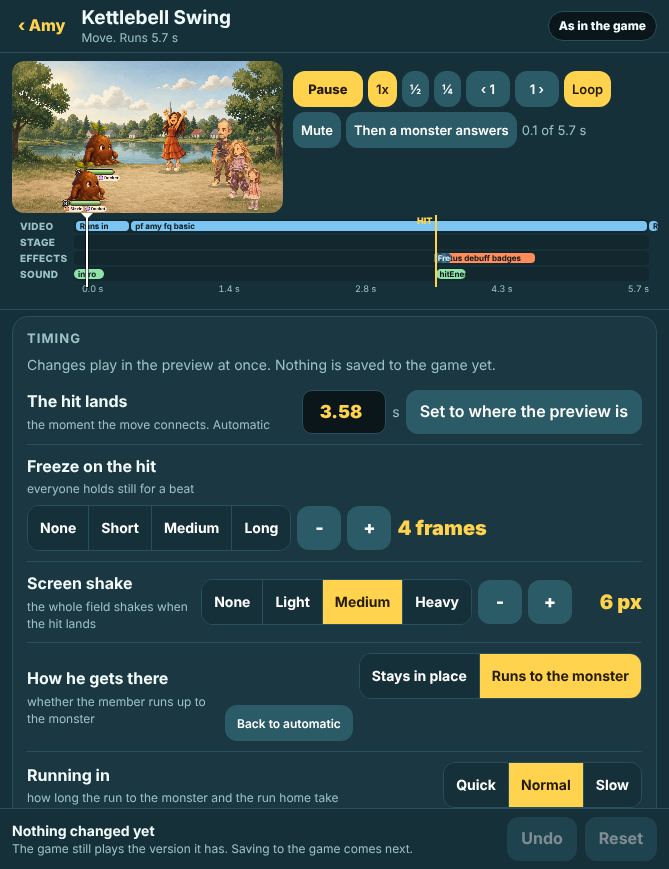 ‹ Amy
Kettlebell Swing
Move. Runs 5.7 s
As in the game
Pause
1x
½
¼
‹ 1
1 ›
Loop
Mute
Then a monster answers
0.1 of 5.7 s
HIT
VIDEO
Runs in
pf amy fq basic
R
STAGE
EFFECTS
Fre
us debuff badges
SOUND
intro
hitEne
0.0 s
1.4 s
2.8 s
4.3 s
5.7 s
TIMING
Changes play in the preview at once. Nothing is saved to the game yet.
The hit lands
the moment the move connects. Automatic
3.58
s
Set to where the preview is
Freeze on the hit
everyone holds still for a beat
None
Short
Medium
Long
-
+
4 frames
Screen shake
the whole field shakes when
the hit lands
None
Light
Medium
Heavy
-
+
6 px
How he gets there
whether the member runs up to
the monster
Stays in place
Runs to the monster
Back to automatic
Running in
how long the run to the monster and the run home take
Quick
Normal
Slow
Nothing changed yet
The game still plays the version it has. Saving to the game comes next.
Undo
Reset